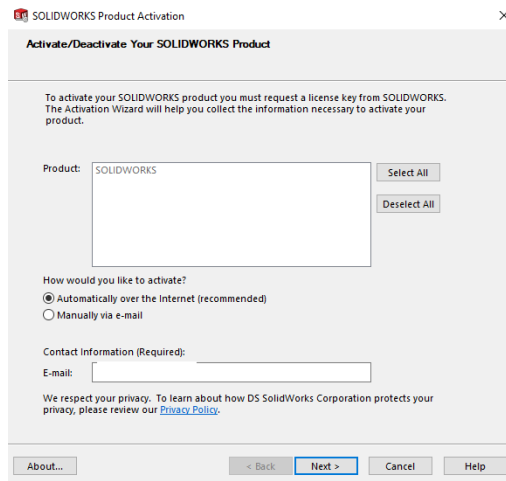 SOLIDWORKS Product Activation
Activate/Deactivate Your SOLIDWORKS Product
To activate your SOLIDWORKS product you must request a license key from SOLIDWORKS.
The Activation Wizard will help you collect the information necessary to activate your
product.
Product:
SOLIDWORKS
Select All
Deselect All
How would you like to activate?
Automatically over the Internet (recommended)
Manually via e-mail
Contact Information (Required):
E-mail:
We respect your privacy. To learn about how DS SolidWorks Corporation protects your
privacy, please review our Privacy Policy.
About...
< Back
Next >
Cancel
Help